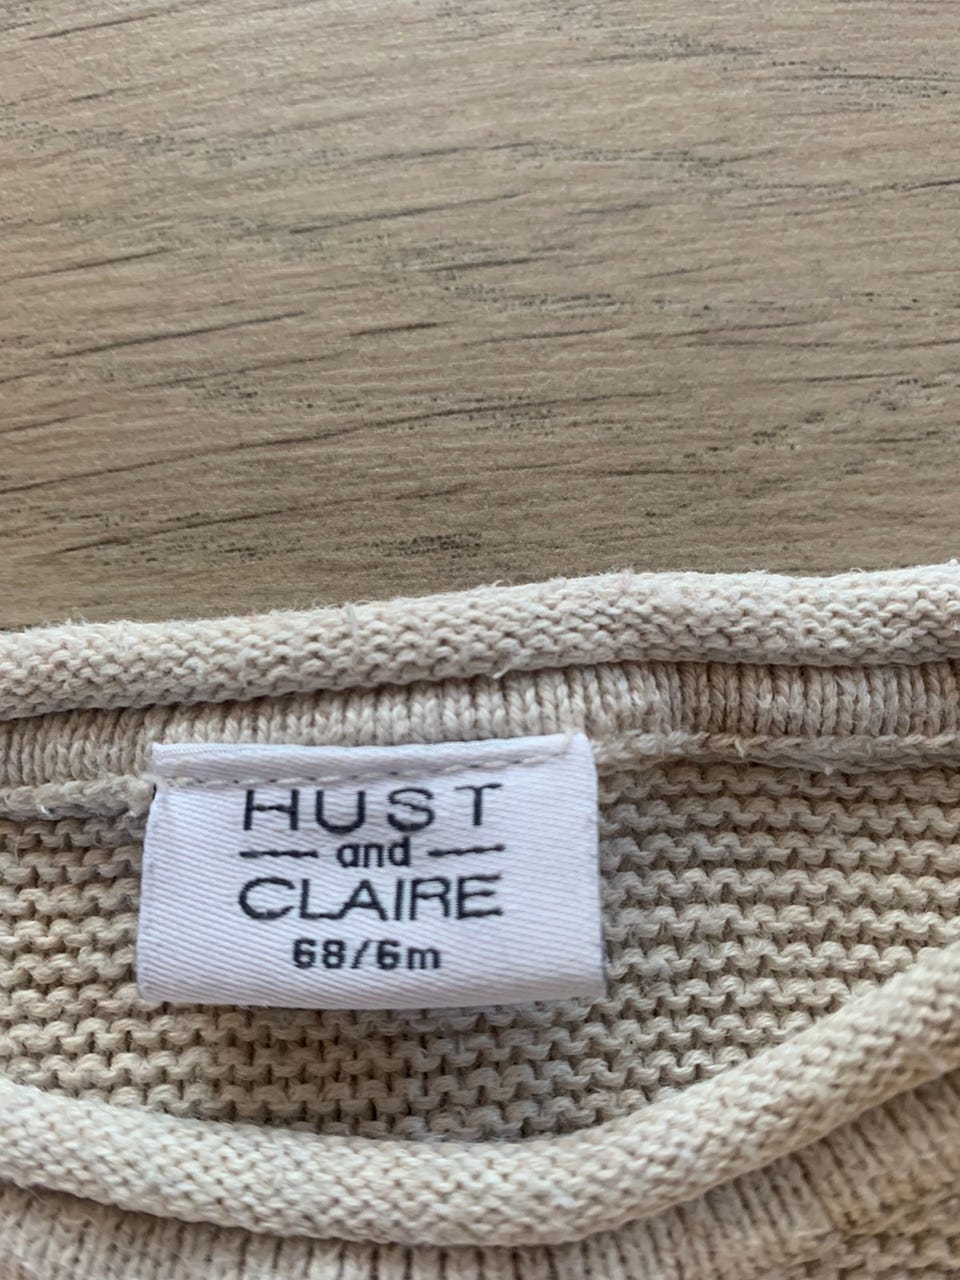 HUST
and
CLAIRE
68/6m